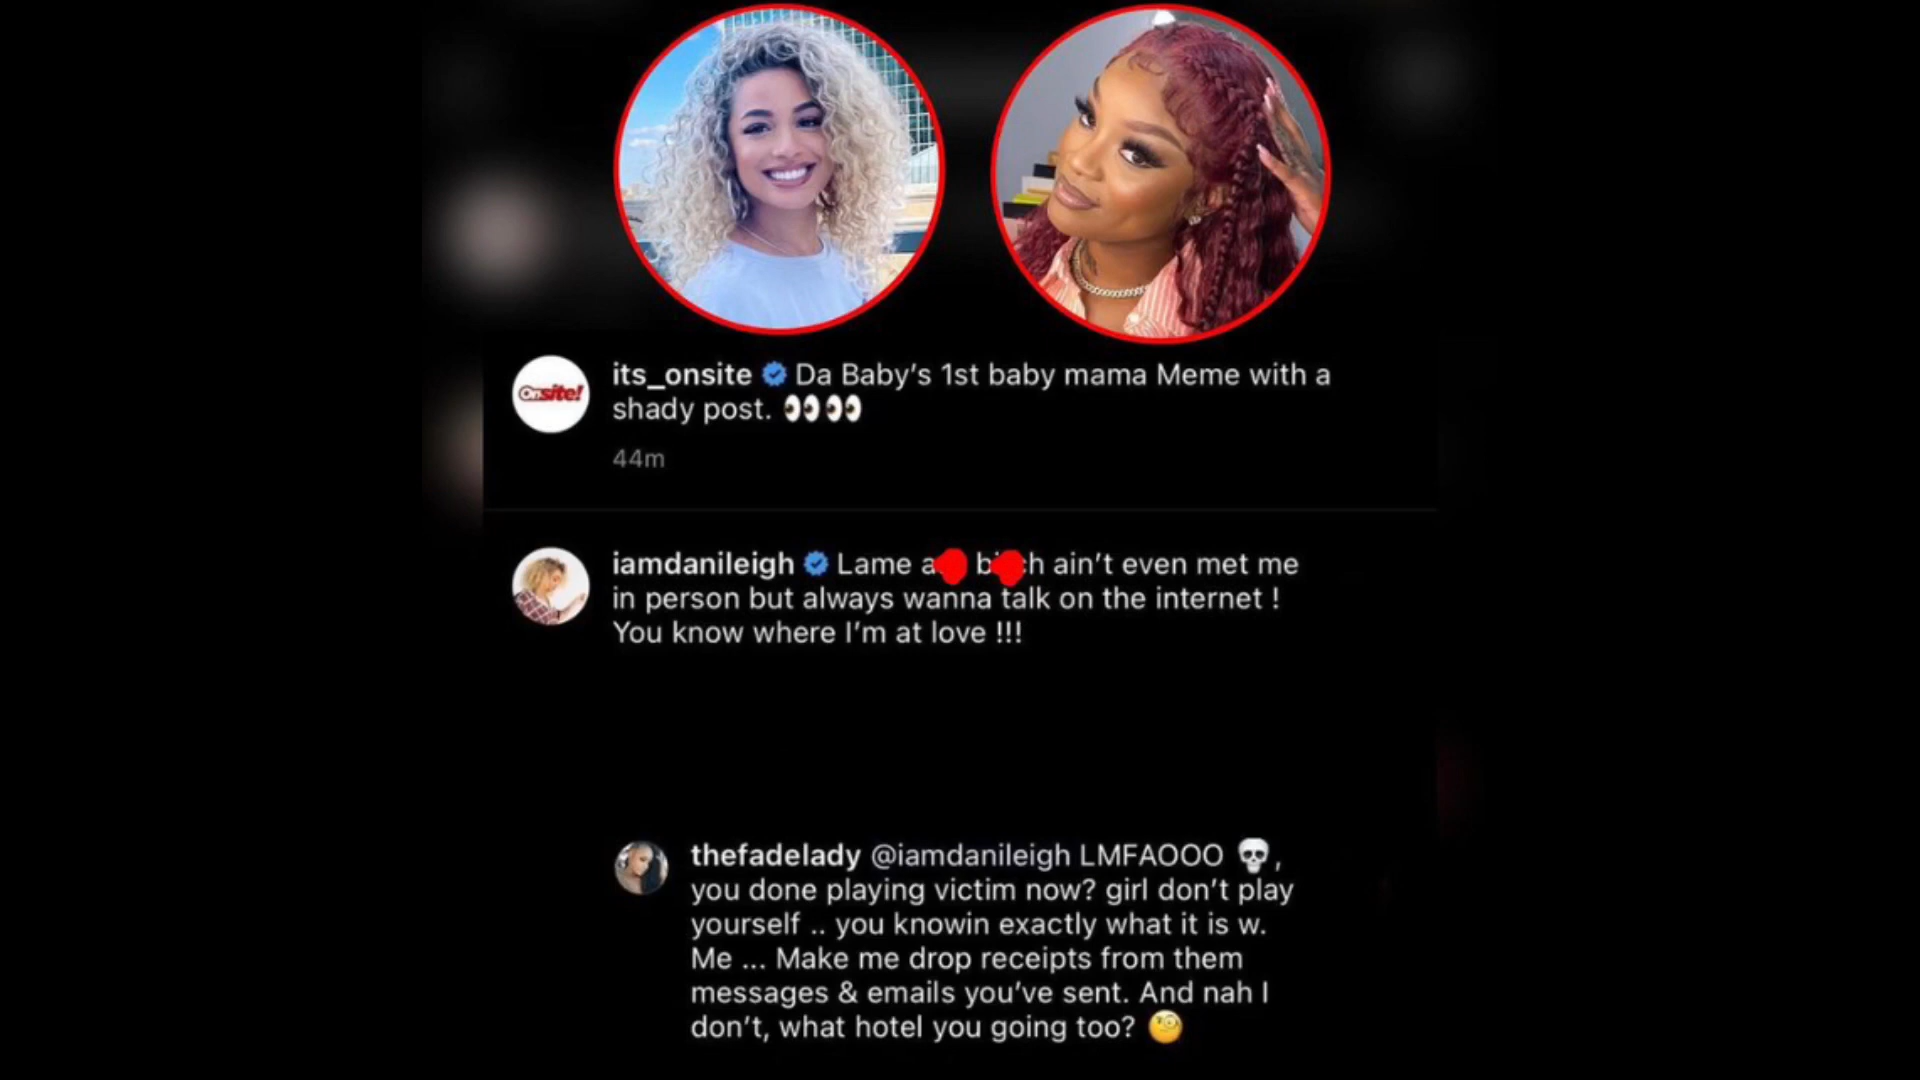 Onsite!
its_onsite Da Baby's 1st baby mama Meme with a
shady post. 👀👀
44m
iamdanileigh Lame a b ch ain't even met me
in person but always wanna talk on the internet !
You know where I'm at love !!!
thefadelady @iamdanileigh LMFAOOO 💀,
you done playing victim now? girl don't play
yourself .. you knowin exactly what it is w.
Me ... Make me drop receipts from them
messages & emails you've sent. And nah I
don't, what hotel you going too? 🧐